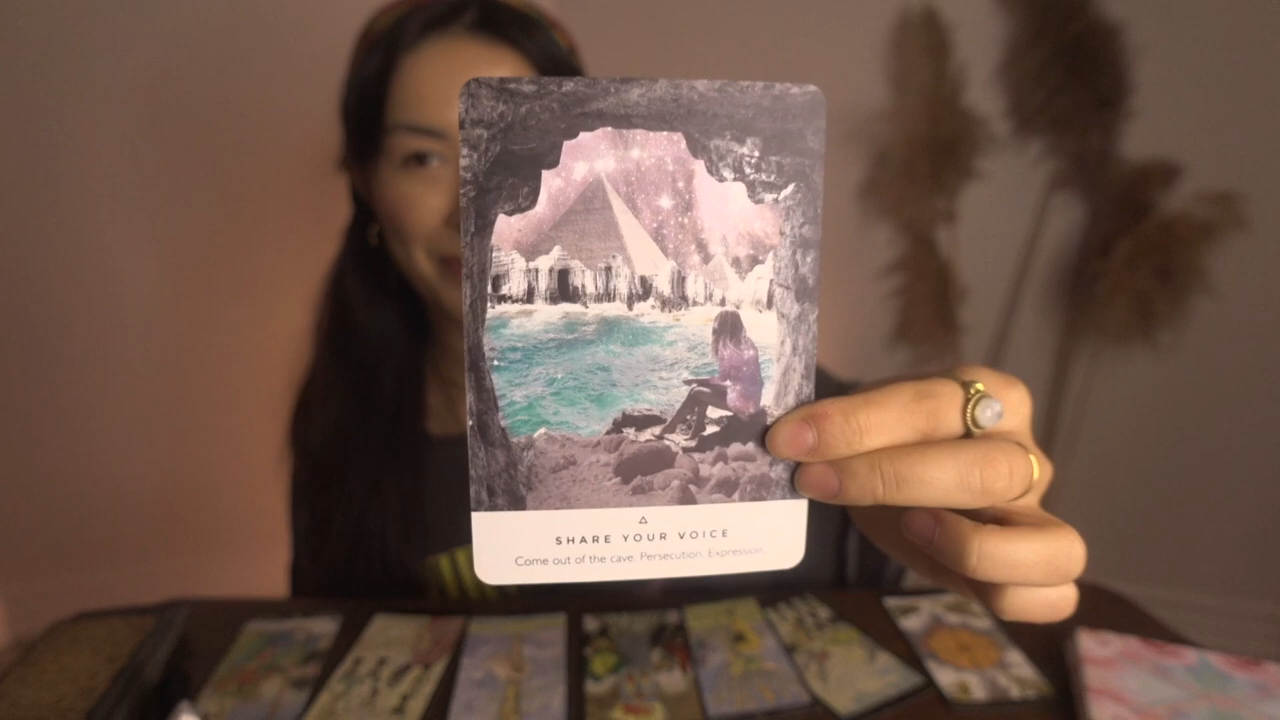 SHARE YOUR VOICE
Come out of the cave. Persecution. Expression.